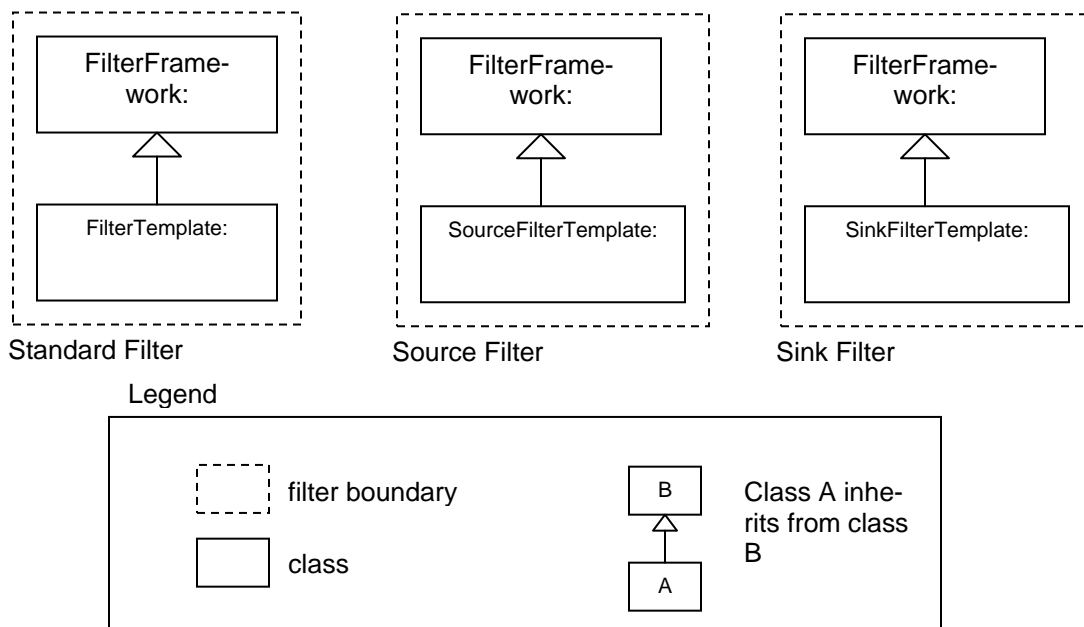 FilterFrame-
work:
FilterTemplate:
Standard Filter
FilterFrame-
work:
SourceFilterTemplate:
Source Filter
FilterFrame-
work:
SinkFilterTemplate:
Sink Filter
Legend
filter boundary
class
B
A
Class A inhe-
rits from class
B